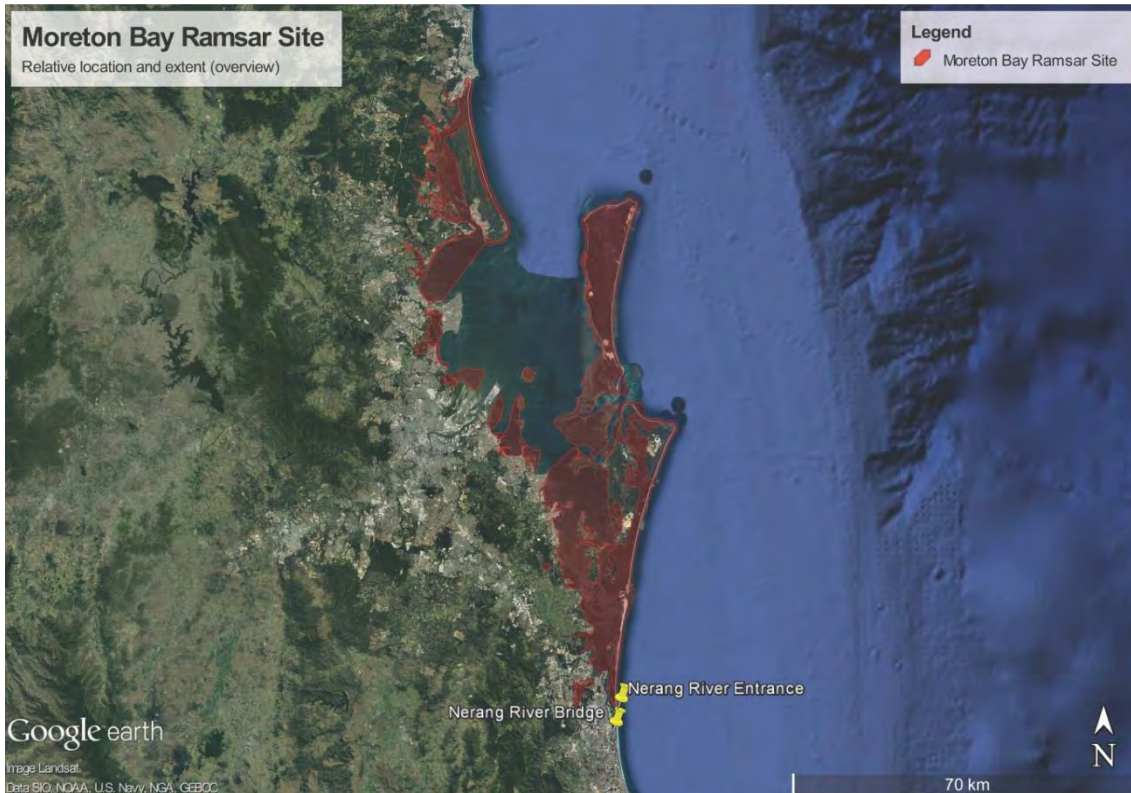 Moreton Bay Ramsar Site
Relative location and extent (overview)
Legend
Moreton Bay Ramsar Site
Nerang River Entrance
Nerang River Bridge
Google earth
Image Landsat
Data SIO, NOAA, U.S. Navy, NGA, GEBCO
N
70 km